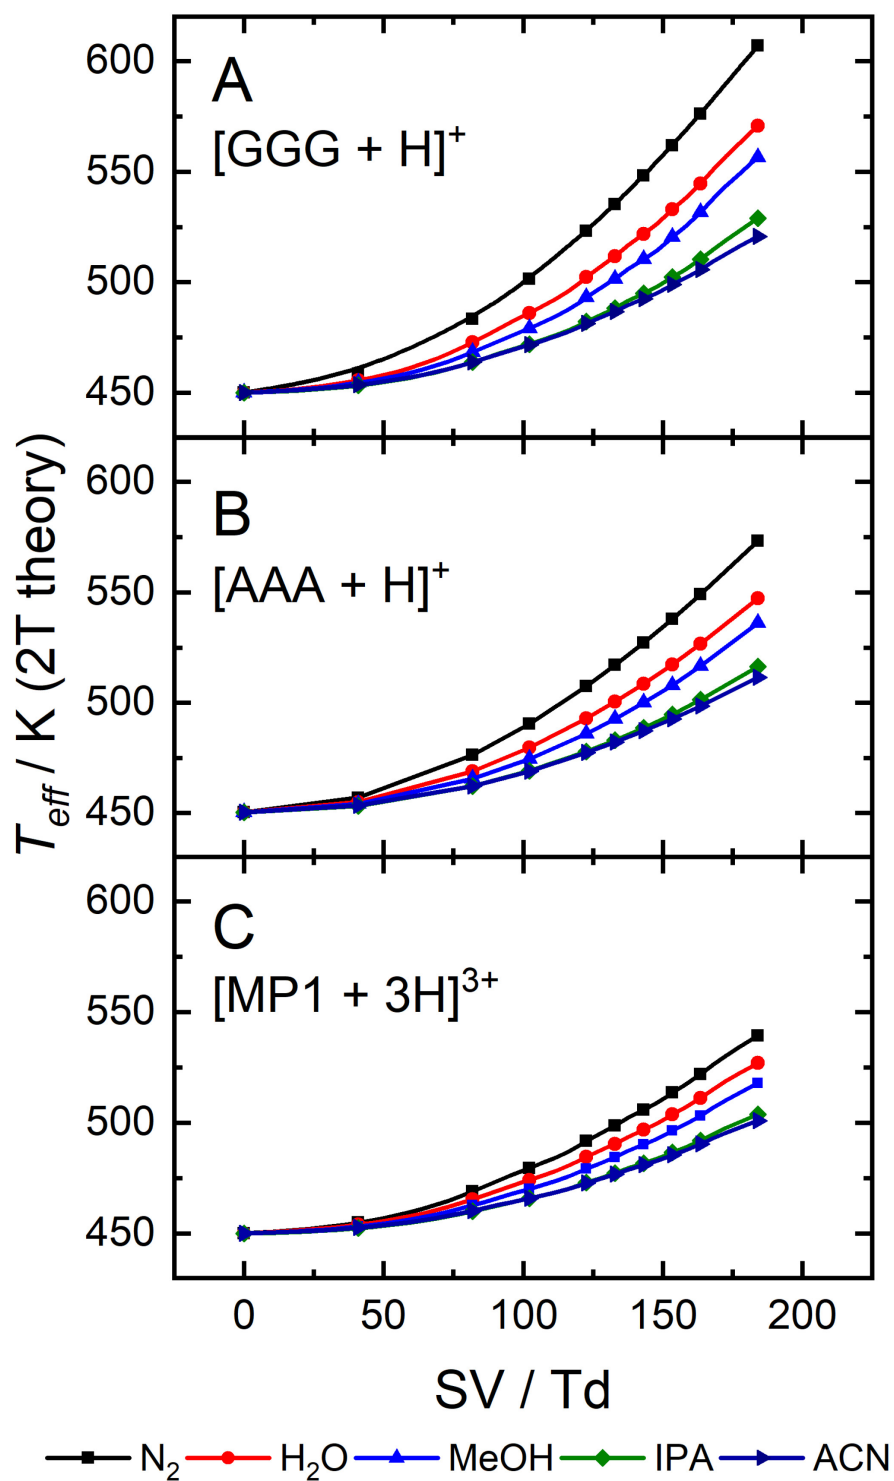 T_eff / K (2T theory)
A
[GGG + H]⁺
600
550
500
450
B
[AAA + H]⁺
600
550
500
450
C
[MP1 + 3H]³⁺
600
550
500
450
0 50 100 150 200
SV / Td
N₂ H₂O MeOH IPA ACN